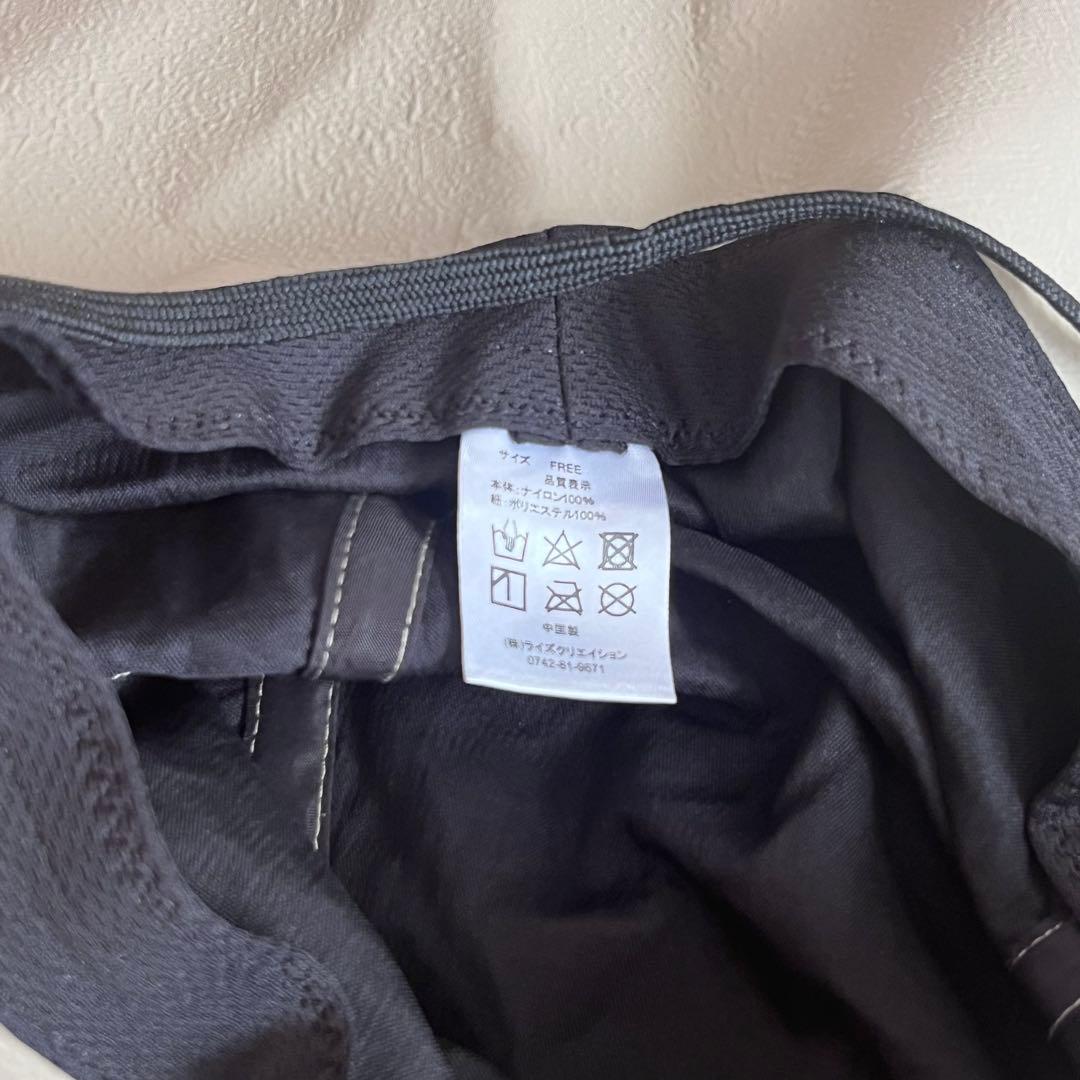 サイズ FREE
品質表示
本体:ナイロン100%
紐:ポリエステル100%
中国製
(株)ライズクリエイション
0742-81-9671